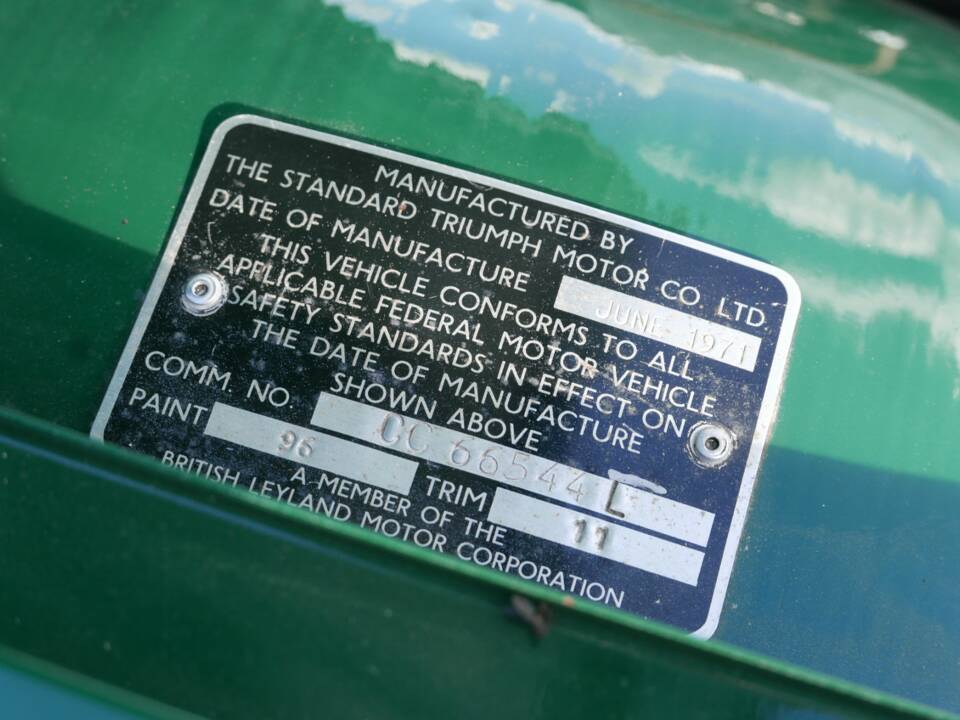 MANUFACTURED BY
THE STANDARD TRIUMPH MOTOR CO. LTD.
DATE OF MANUFACTURE JUNE 1971
THIS VEHICLE CONFORMS TO ALL
APPLICABLE FEDERAL MOTOR VEHICLE
SAFETY STANDARDS IN EFFECT ON
THE DATE OF MANUFACTURE
SHOWN ABOVE
COMM. NO. CC 66544 L
PAINT 96 TRIM 11
A MEMBER OF THE
BRITISH LEYLAND MOTOR CORPORATION